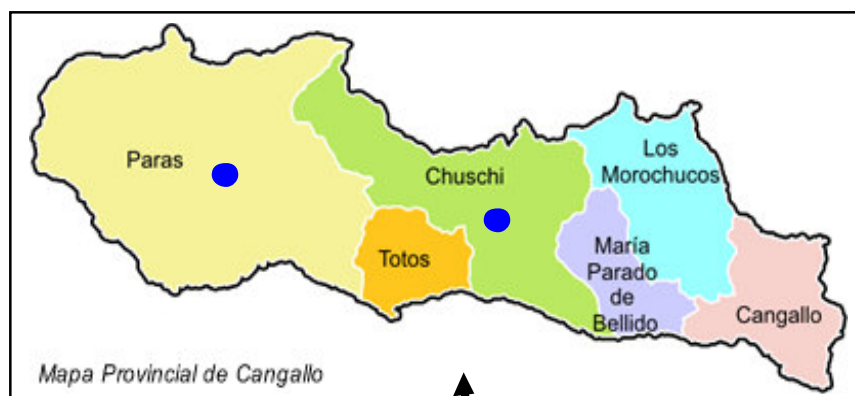 Paras
Chuschi
Los
Morochucos
Totos
María
Parado
de
Bellido
Cangallo
Mapa Provincial de Cangallo